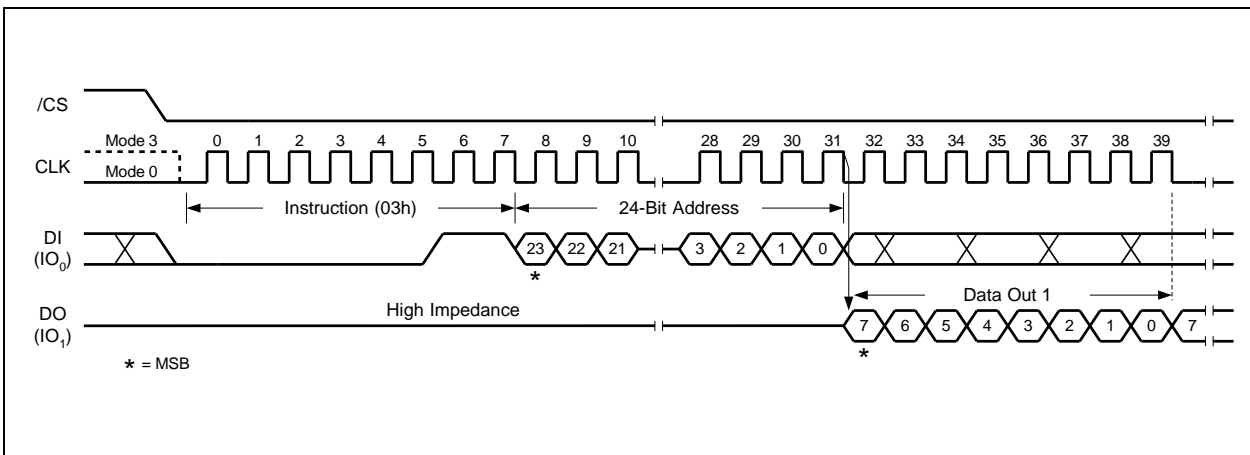 /CS
Mode 3 0 1 2 3 4 5 6 7 8 9 10 28 29 30 31 32 33 34 35 36 37 38 39
CLK Mode 0
Instruction (03h) 24-Bit Address
DI
(IO0) 23 22 21 3 2 1 0
*
High Impedance Data Out 1
DO
(IO1) 7 6 5 4 3 2 1 0 7
*
* = MSB